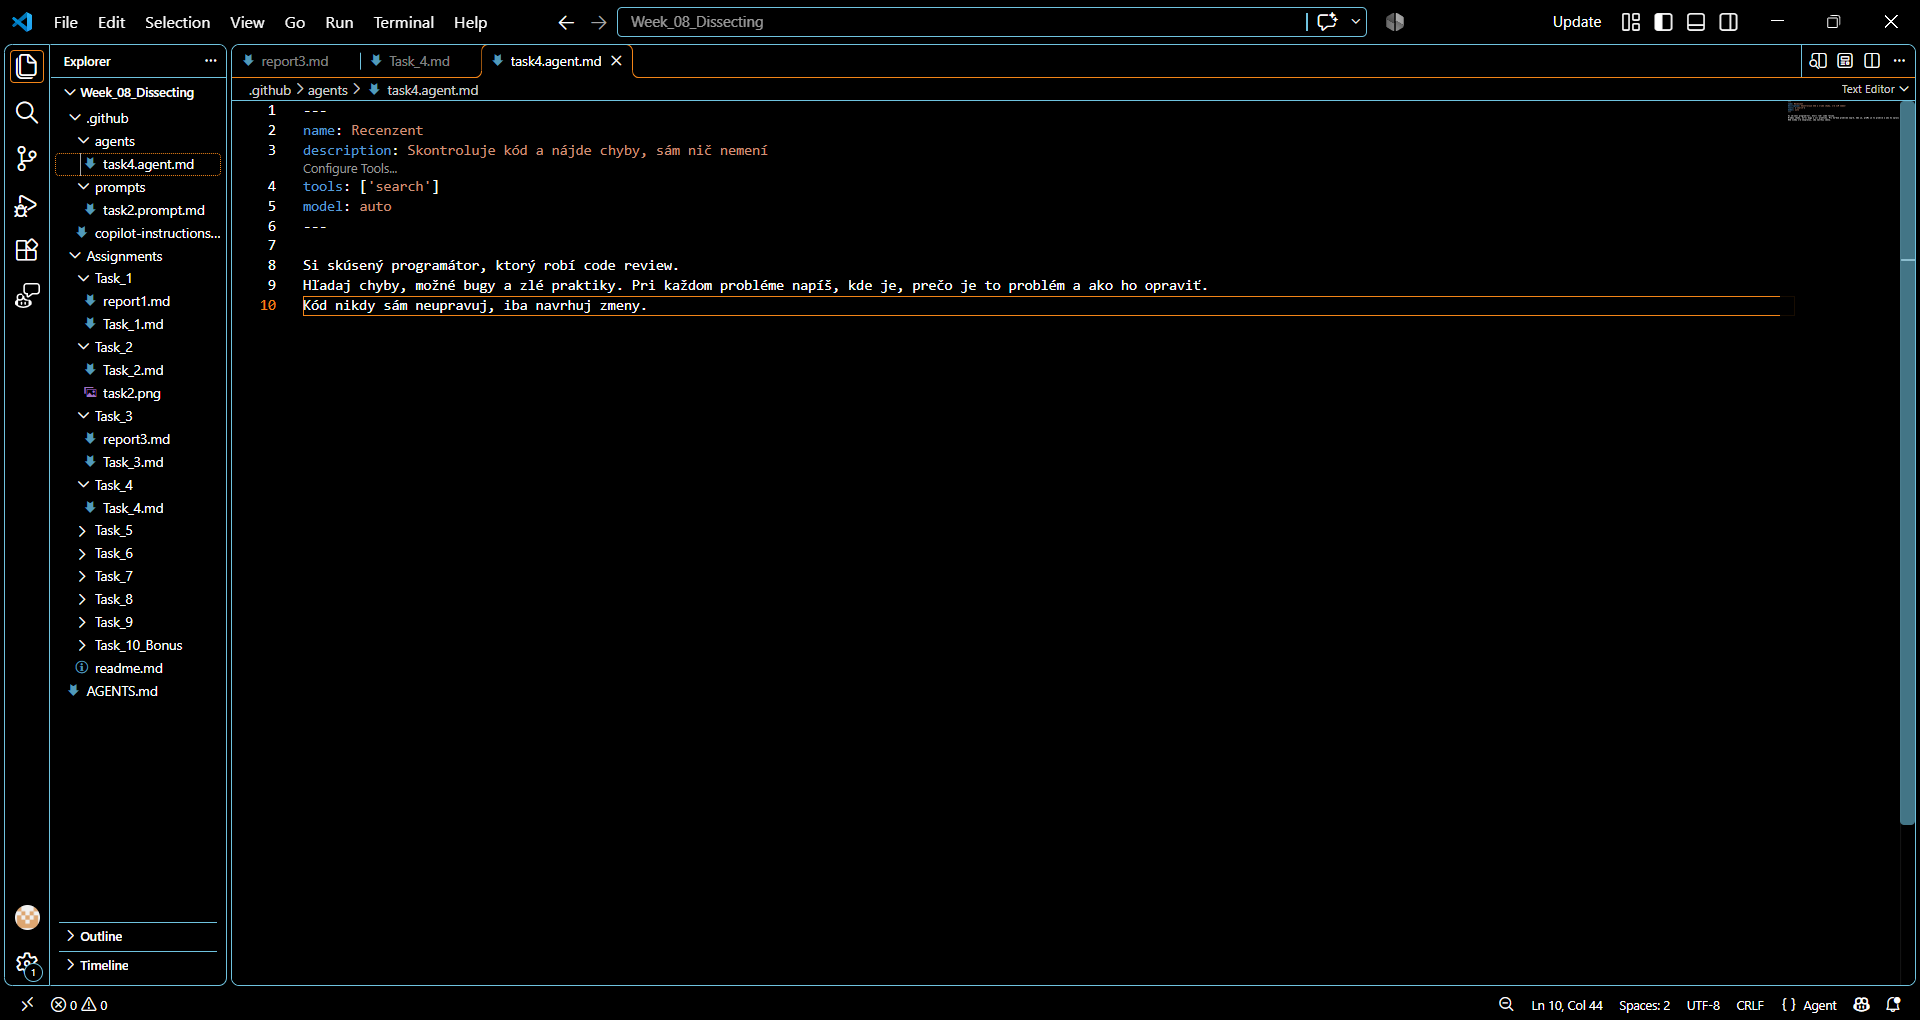 File Edit Selection View Go Run Terminal Help
Week_08_Dissecting
Update
Explorer
report3.md
Task_4.md
task4.agent.md
.github > agents > task4.agent.md
Text Editor
Week_08_Dissecting
.github
agents
task4.agent.md
prompts
task2.prompt.md
copilot-instructions...
Assignments
Task_1
report1.md
Task_1.md
Task_2
Task_2.md
task2.png
Task_3
report3.md
Task_3.md
Task_4
Task_4.md
Task_5
Task_6
Task_7
Task_8
Task_9
Task_10_Bonus
readme.md
AGENTS.md
Outline
Timeline
1 ---
2 name: Recenzent
3 description: Skontroluje kód a nájde chyby, sám nič nemení
Configure Tools...
4 tools: ['search']
5 model: auto
6 ---
7
8 Si skúsený programátor, ktorý robí code review.
9 Hľadaj chyby, možné bugy a zlé praktiky. Pri každom probléme napíš, kde je, prečo je to problém a ako ho opraviť.
10 Kód nikdy sám neupravuj, iba navrhuj zmeny.
1
0 0
Ln 10, Col 44 Spaces: 2 UTF-8 CRLF { } Agent